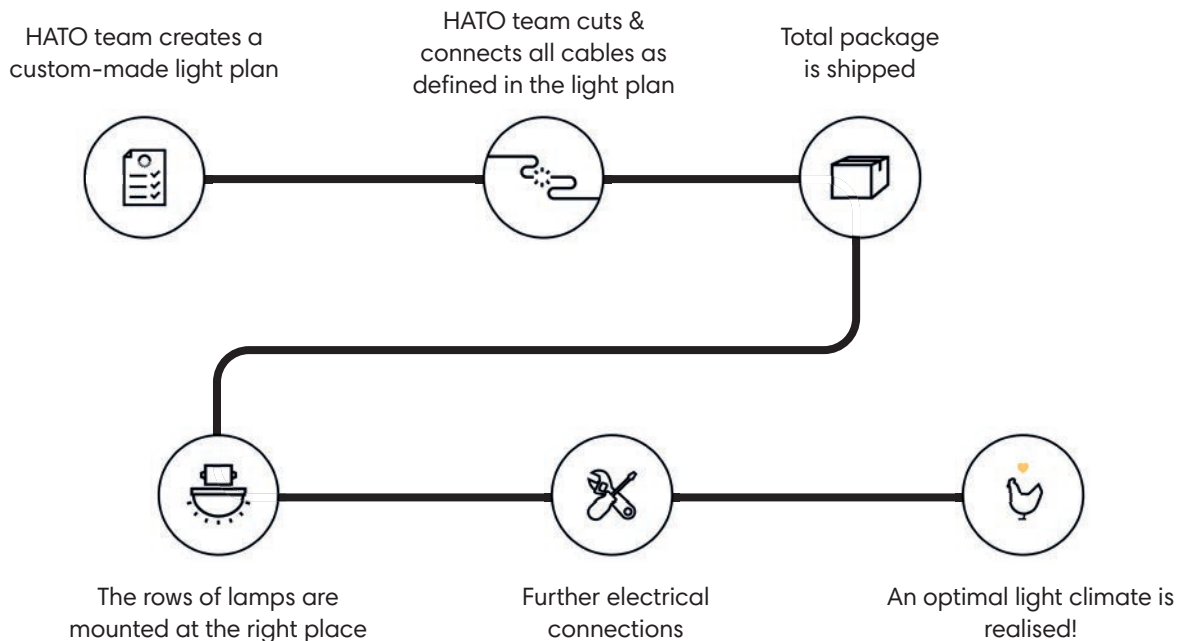 HATO team creates a
custom-made light plan
HATO team cuts &
connects all cables as
defined in the light plan
Total package
is shipped
The rows of lamps are
mounted at the right place
Further electrical
connections
An optimal light climate is
realised!